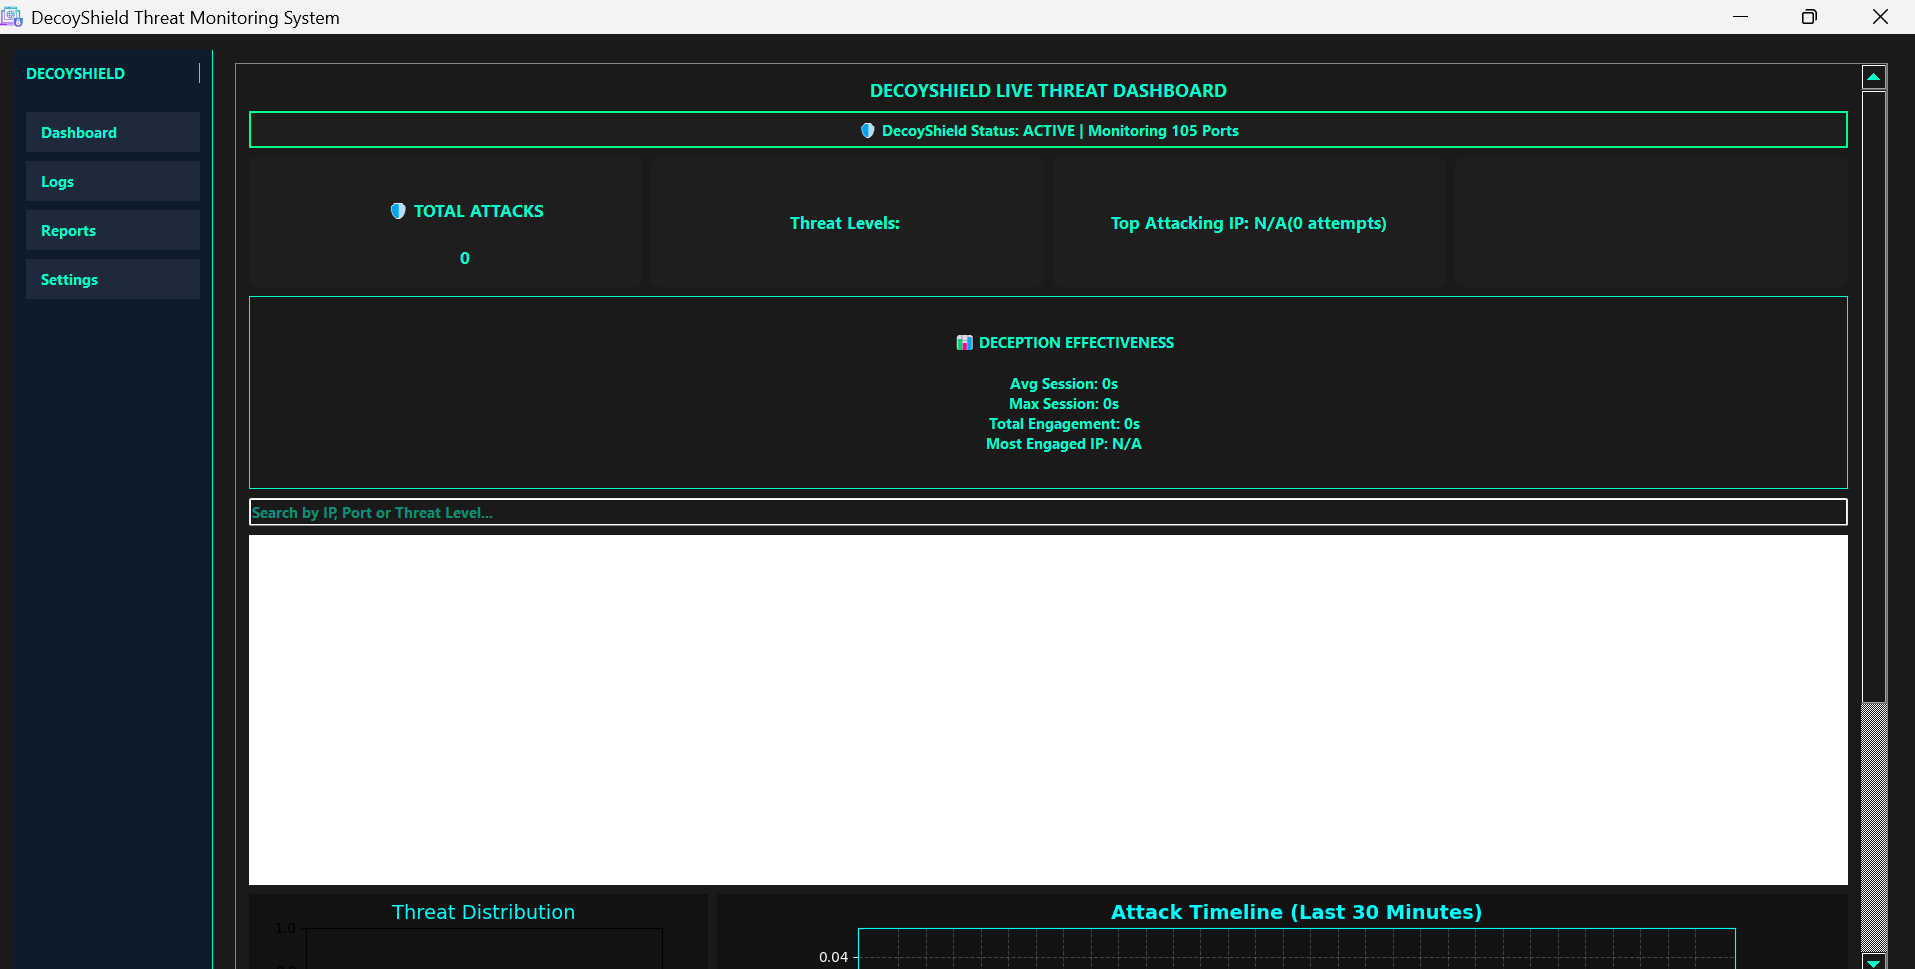 DecoyShield Threat Monitoring System
DECOYSHIELD
Dashboard
Logs
Reports
Settings
DECOYSHIELD LIVE THREAT DASHBOARD
DecoyShield Status: ACTIVE | Monitoring 105 Ports
TOTAL ATTACKS
0
Threat Levels:
Top Attacking IP: N/A(0 attempts)
DECEPTION EFFECTIVENESS
Avg Session: 0s
Max Session: 0s
Total Engagement: 0s
Most Engaged IP: N/A
Search by IP, Port or Threat Level...
Threat Distribution
1.0
Attack Timeline (Last 30 Minutes)
0.04